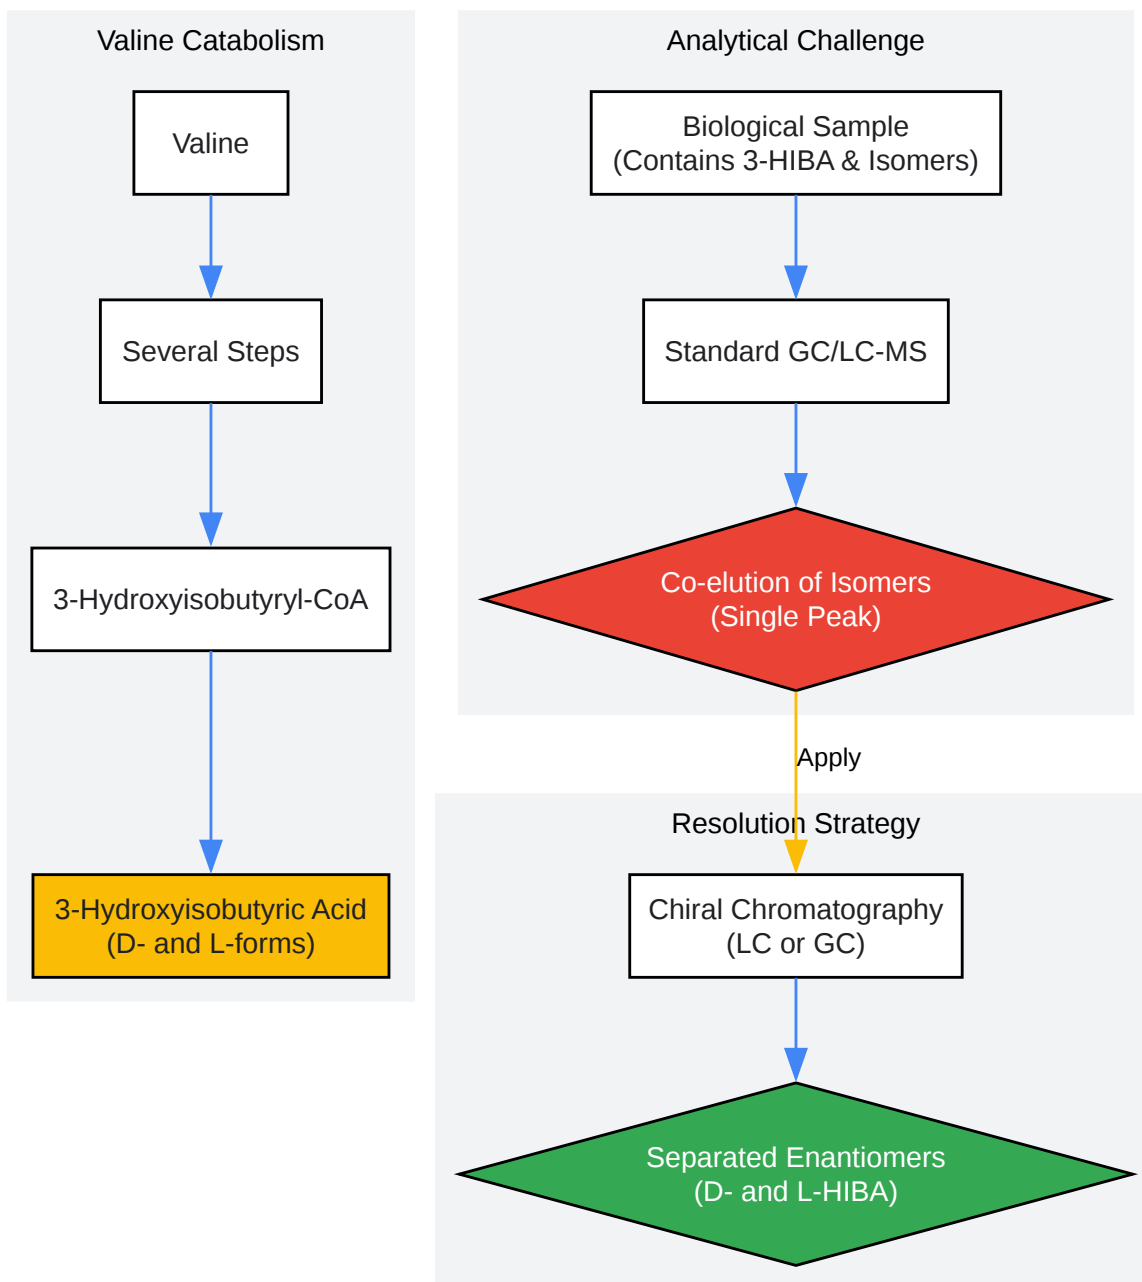 Valine Catabolism
Valine
Several Steps
3-Hydroxyisobutyryl-CoA
3-Hydroxyisobutyric Acid
(D- and L-forms)
Analytical Challenge
Biological Sample
(Contains 3-HIBA & Isomers)
Standard GC/LC-MS
Co-elution of Isomers
(Single Peak)
Apply
Resolution Strategy
Chiral Chromatography
(LC or GC)
Separated Enantiomers
(D- and L-HIBA)